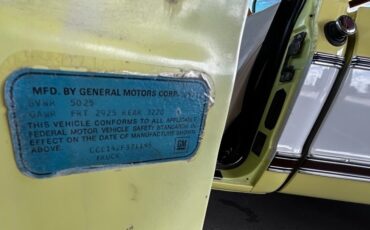 MFD. BY GENERAL MOTORS CORP.
GVWR 5025
GAWR FRT 2925 REAR 3220
THIS VEHICLE CONFORMS TO ALL APPLICABLE
FEDERAL MOTOR VEHICLE SAFETY STANDARDS IN
EFFECT ON THE DATE OF MANUFACTURE SHOWN
TRUCK
GM